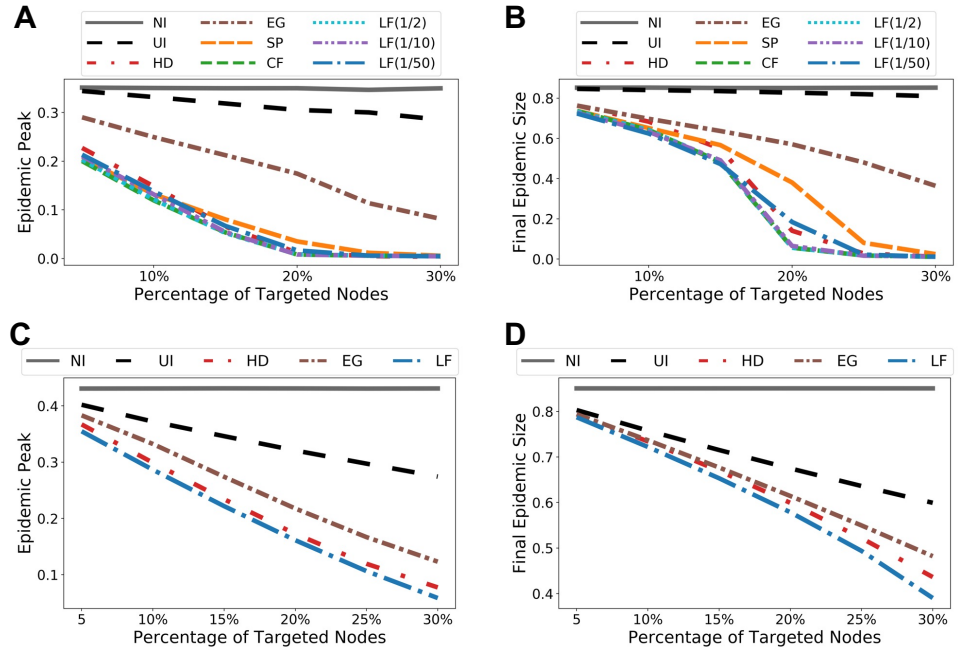 A
NI EG LF(1/2)
UI SP LF(1/10)
HD CF LF(1/50)
Epidemic Peak
0.3
0.2
0.1
0.0
10% 20% 30%
Percentage of Targeted Nodes
B
NI EG LF(1/2)
UI SP LF(1/10)
HD CF LF(1/50)
Final Epidemic Size
0.8
0.6
0.4
0.2
0.0
10% 20% 30%
Percentage of Targeted Nodes
C
NI UI HD EG LF
Epidemic Peak
0.4
0.3
0.2
0.1
5 10% 15% 20% 25% 30%
Percentage of Targeted Nodes
D
NI UI HD EG LF
Final Epidemic Size
0.8
0.7
0.6
0.5
0.4
5 10% 15% 20% 25% 30%
Percentage of Targeted Nodes